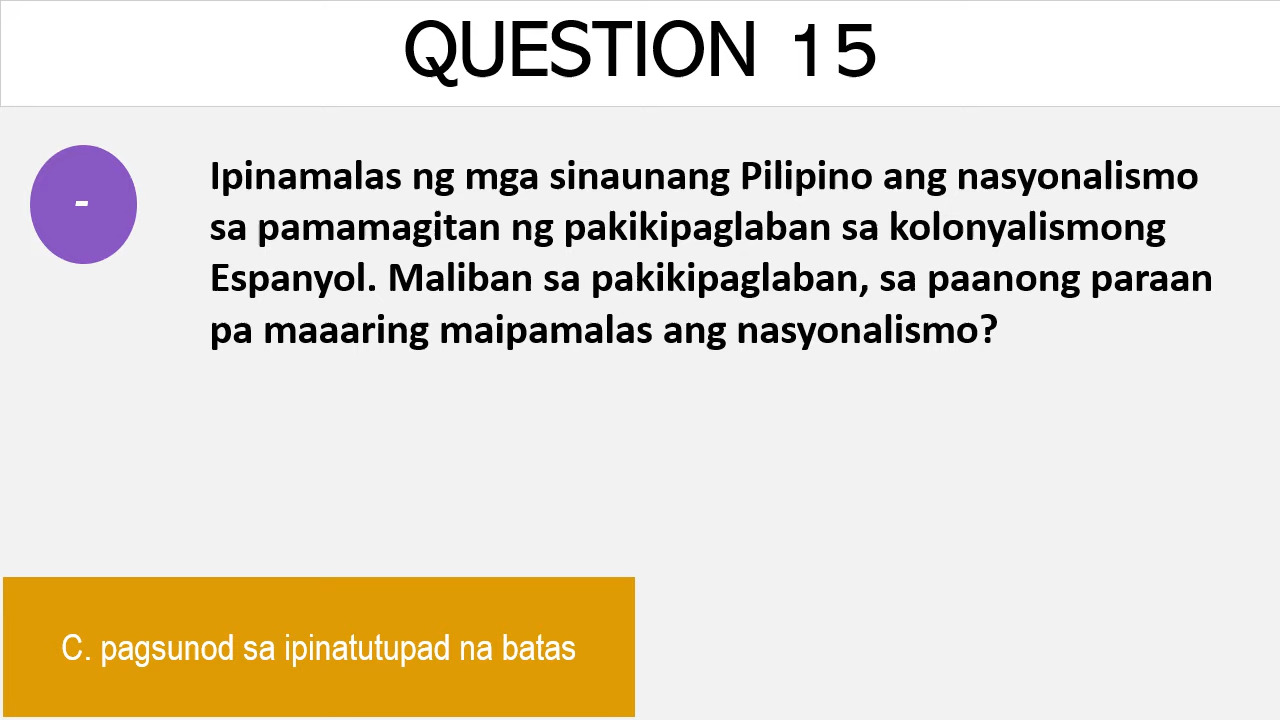 QUESTION 15
-
Ipinamalas ng mga sinaunang Pilipino ang nasyonalismo
sa pamamagitan ng pakikipaglaban sa kolonyalismong
Espanyol. Maliban sa pakikipaglaban, sa paanong paraan
pa maaaring maipamalas ang nasyonalismo?
C. pagsunod sa ipinatutupad na batas